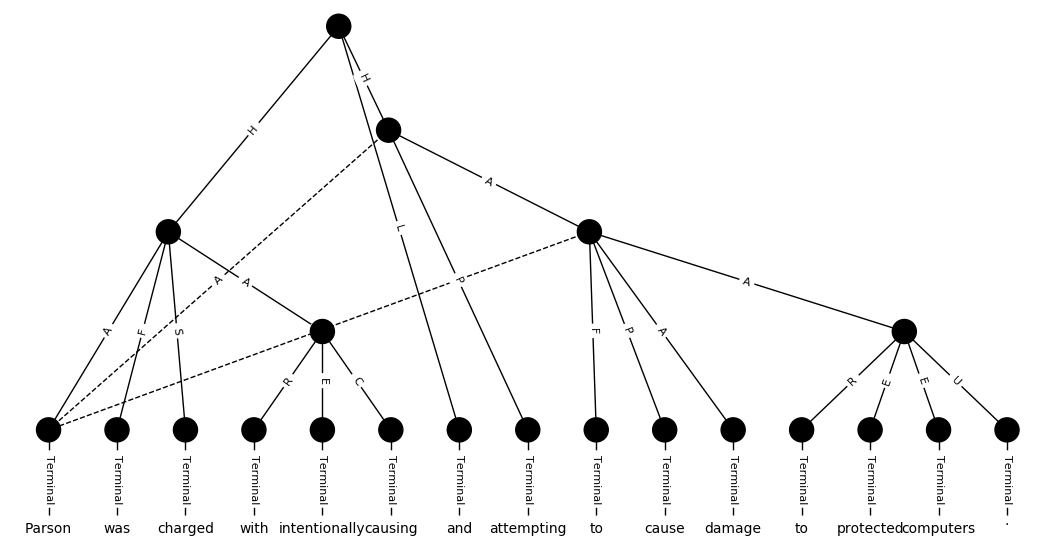 H
H
A
L
A A P A
A F S F P A
R E C R E E U
Terminal Terminal Terminal Terminal Terminal Terminal Terminal Terminal Terminal Terminal Terminal Terminal Terminal Terminal Terminal
Parson was charged with intentionally causing and attempting to cause damage to protected computers .